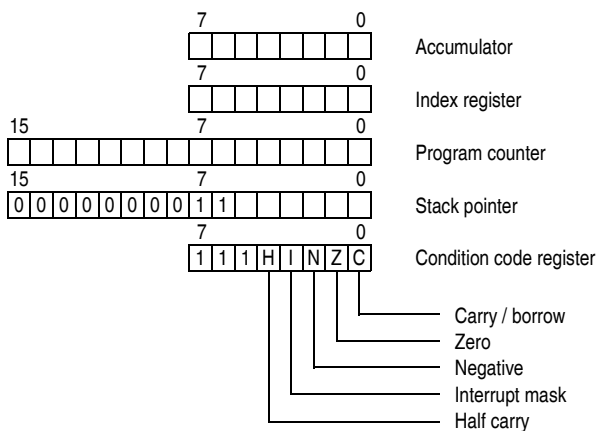 7 0
Accumulator
7 0
Index register
15 7 0
Program counter
15 7 0
0 0 0 0 0 0 0 0 1 1
Stack pointer
7 0
1 1 1 H I N Z C
Condition code register
Carry / borrow
Zero
Negative
Interrupt mask
Half carry